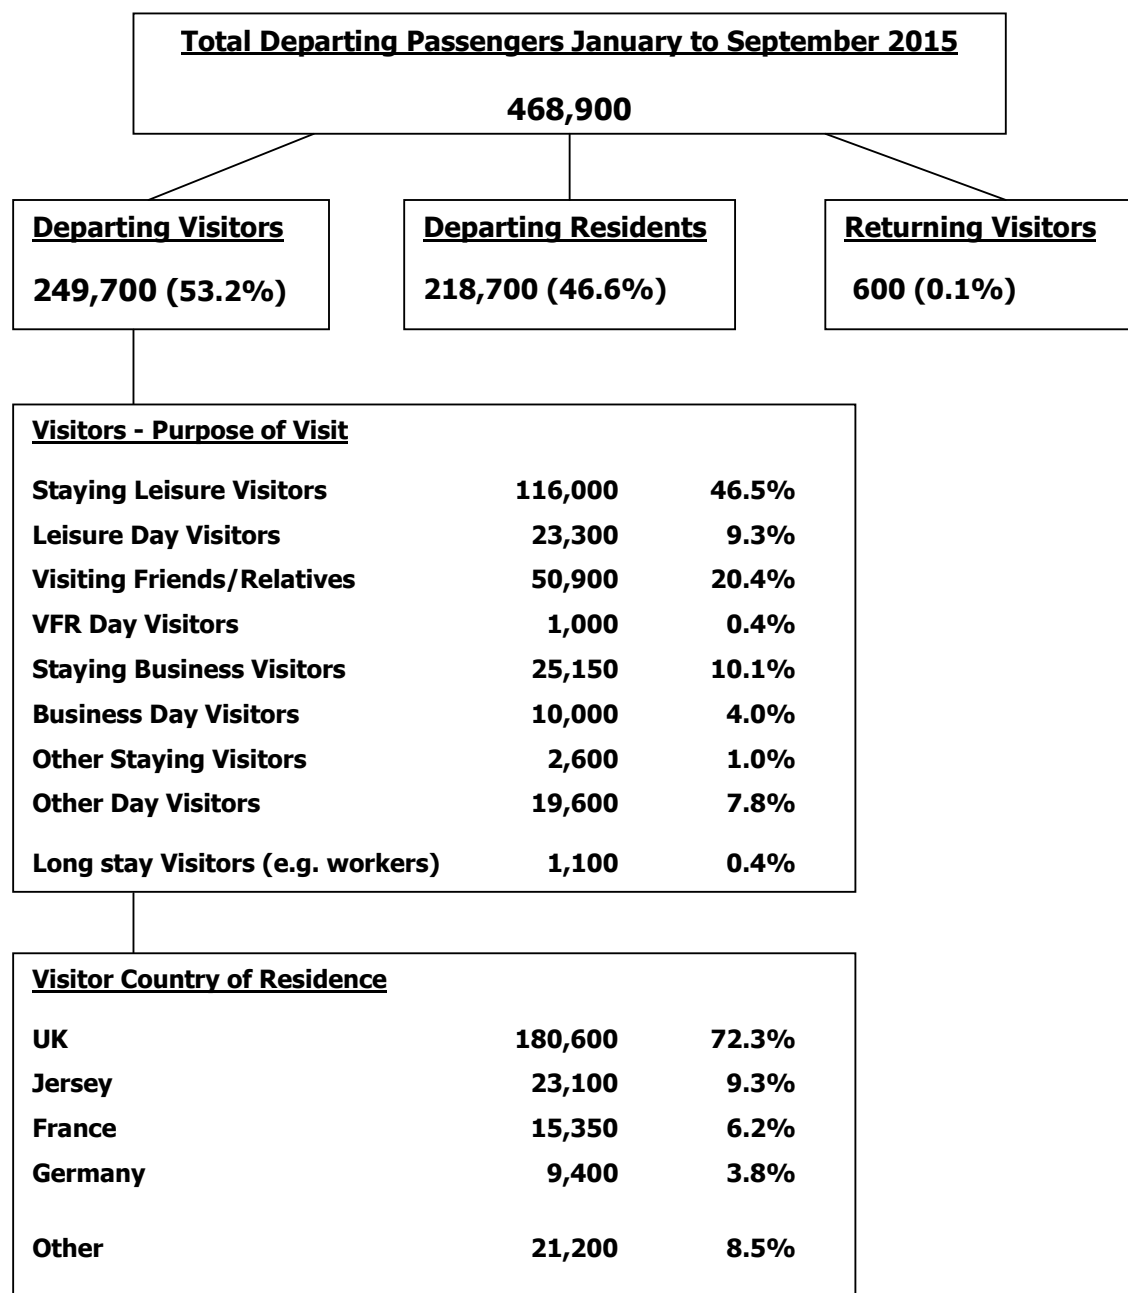 Total Departing Passengers January to September 2015
468,900
Departing Visitors
249,700 (53.2%)
Departing Residents
218,700 (46.6%)
Returning Visitors
600 (0.1%)
Visitors - Purpose of Visit
Staying Leisure Visitors 116,000 46.5%
Leisure Day Visitors 23,300 9.3%
Visiting Friends/Relatives 50,900 20.4%
VFR Day Visitors 1,000 0.4%
Staying Business Visitors 25,150 10.1%
Business Day Visitors 10,000 4.0%
Other Staying Visitors 2,600 1.0%
Other Day Visitors 19,600 7.8%
Long stay Visitors (e.g. workers) 1,100 0.4%
Visitor Country of Residence
UK 180,600 72.3%
Jersey 23,100 9.3%
France 15,350 6.2%
Germany 9,400 3.8%
Other 21,200 8.5%